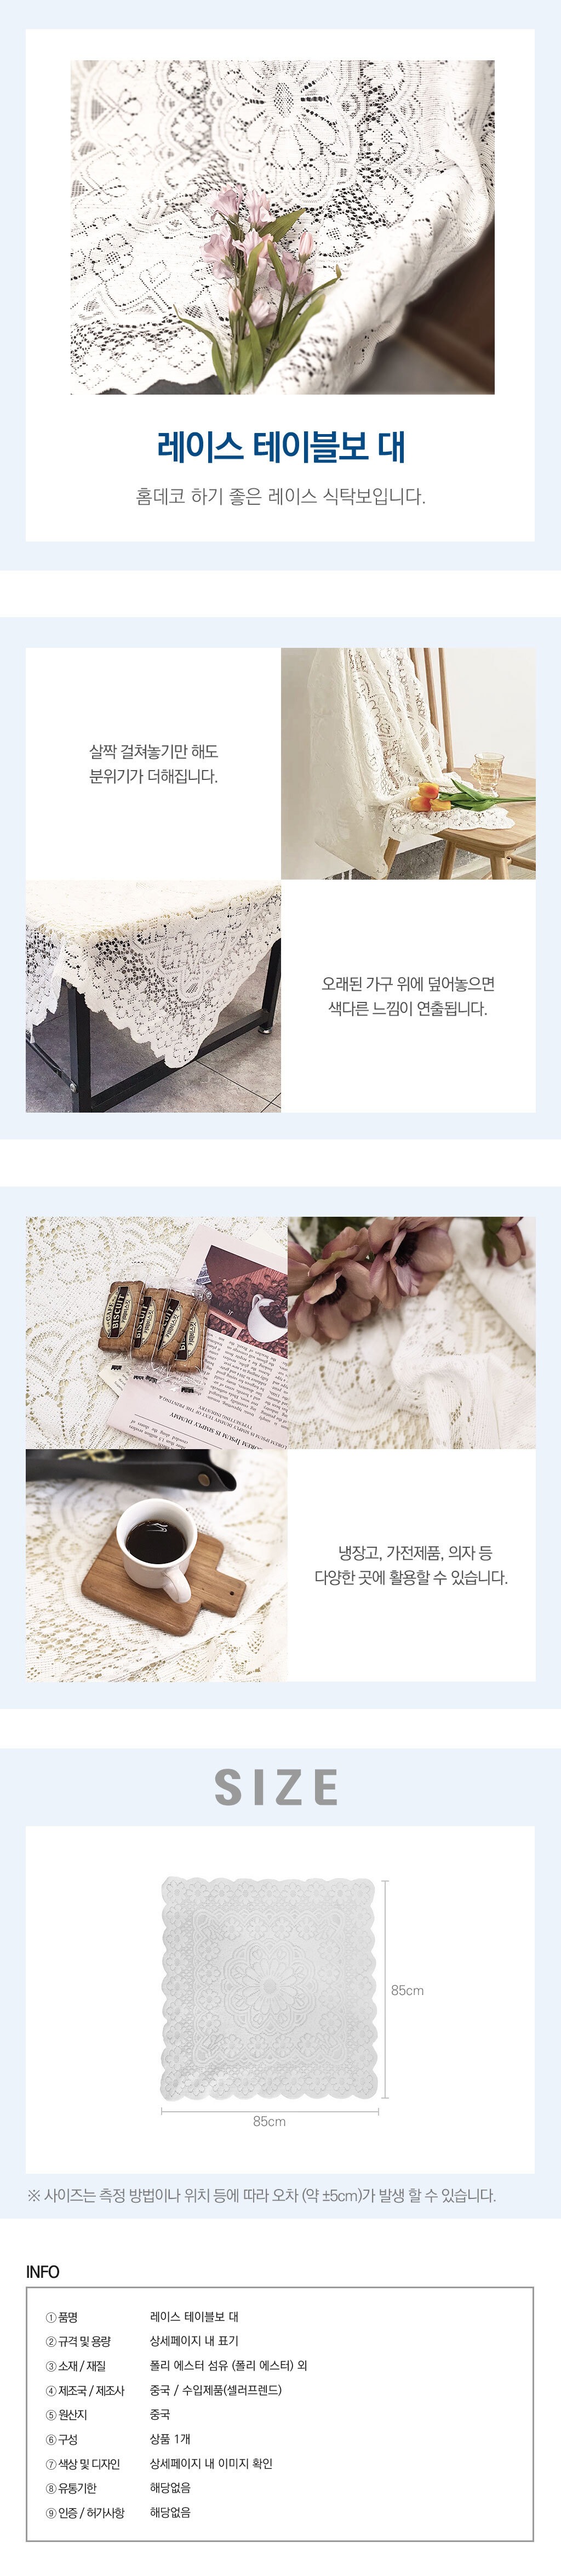 레이스 테이블보 대
홈데코 하기 좋은 레이스 식탁보입니다.
살짝 걸쳐놓기만 해도
분위기가 더해집니다.
오래된 가구 위에 덮어놓으면
색다른 느낌이 연출됩니다.
BISCUIT
BISCUIT
BISCUIT
냉장고, 가전제품, 의자 등
다양한 곳에 활용할 수 있습니다.
SIZE
85cm
85cm
※ 사이즈는 측정 방법이나 위치 등에 따라 오차 (약 ±5cm)가 발생 할 수 있습니다.
INFO
① 품명 레이스 테이블보 대
② 규격 및 용량 상세페이지 내 표기
③ 소재 / 재질 폴리 에스터 섬유 (폴리 에스터) 외
④ 제조국 / 제조사 중국 / 수입제품(셀러프렌드)
⑤ 원산지 중국
⑥ 구성 상품 1개
⑦ 색상 및 디자인 상세페이지 내 이미지 확인
⑧ 유통기한 해당없음
⑨ 인증 / 허가사항 해당없음